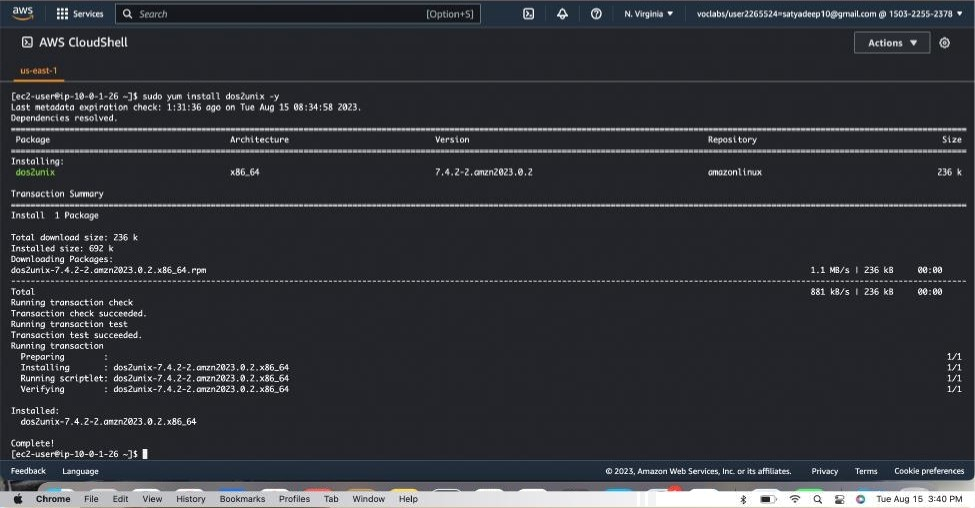 aws Services Search [Option+S] N. Virginia voclabs/user2265524=satyadeep10@gmail.com @ 1503-2255-2378
AWS CloudShell Actions
us-east-1
[ec2-user@ip-10-0-1-26 ~]$ sudo yum install dos2unix -y
Last metadata expiration check: 1:31:36 ago on Tue Aug 15 08:34:58 2023.
Dependencies resolved.
Package Architecture Version Repository Size
Installing:
dos2unix x86_64 7.4.2-2.amzn2023.0.2 amazonlinux 236 k
Transaction Summary
Install 1 Package
Total download size: 236 k
Installed size: 692 k
Downloading Packages:
dos2unix-7.4.2-2.amzn2023.0.2.x86_64.rpm 1.1 MB/s | 236 kB 00:00
Total 881 kB/s | 236 kB 00:00
Running transaction check
Transaction check succeeded.
Running transaction test
Transaction test succeeded.
Running transaction
Preparing : 1/1
Installing : dos2unix-7.4.2-2.amzn2023.0.2.x86_64 1/1
Running scriptlet: dos2unix-7.4.2-2.amzn2023.0.2.x86_64 1/1
Verifying : dos2unix-7.4.2-2.amzn2023.0.2.x86_64 1/1
Installed:
dos2unix-7.4.2-2.amzn2023.0.2.x86_64
Complete!
[ec2-user@ip-10-0-1-26 ~]$
Feedback Language © 2023, Amazon Web Services, Inc. or its affiliates. Privacy Terms Cookie preferences
Chrome File Edit View History Bookmarks Profiles Tab Window Help Tue Aug 15 3:40 PM